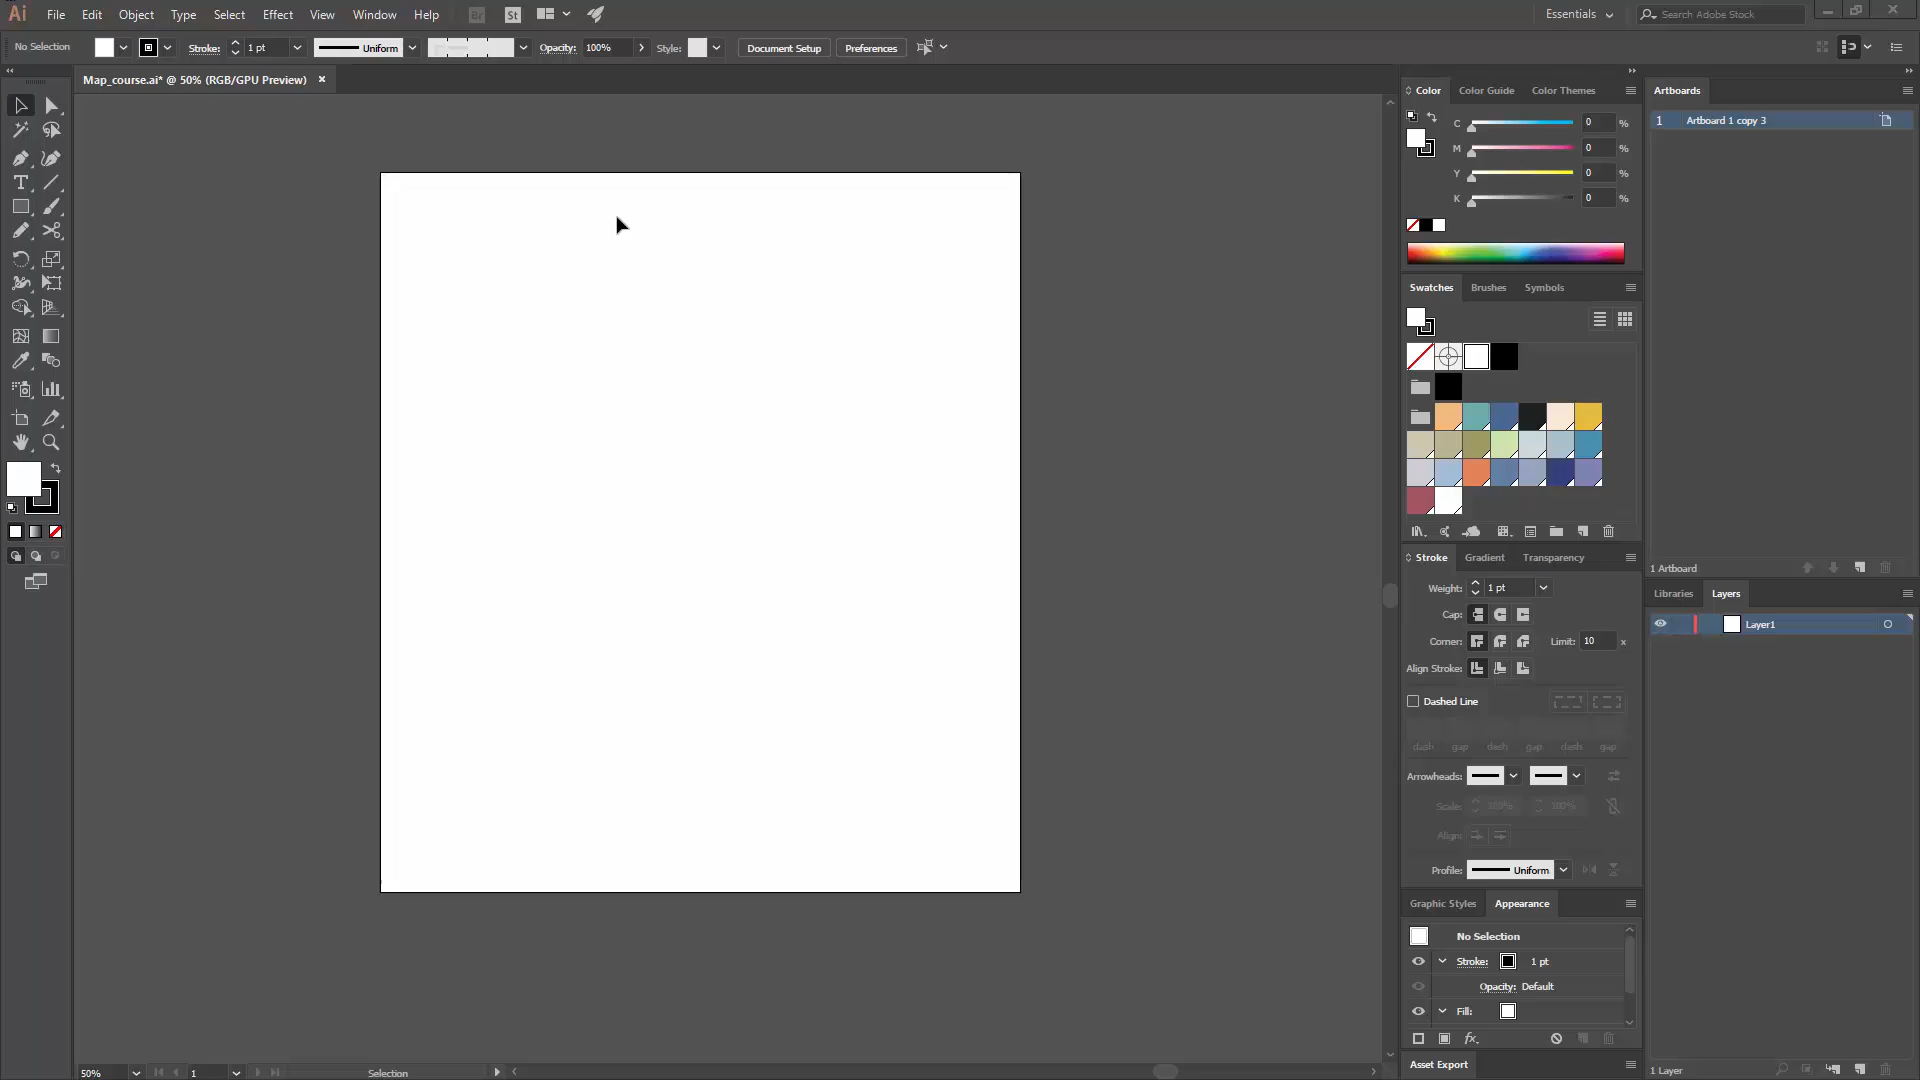 Ai File Edit Object Type Select Effect View Window Help Br St Essentials Search Adobe Stock
No Selection Stroke: 1 pt Uniform Opacity: 100% Style: Document Setup Preferences
Map_course.ai* @ 50% (RGB/GPU Preview) ×
Color Color Guide Color Themes
C 0 %
M 0 %
Y 0 %
K 0 %
Swatches Brushes Symbols
Stroke Gradient Transparency
Weight: 1 pt
Cap:
Corner: Limit: 10 x
Align Stroke:
Dashed Line
dash gap dash gap dash gap
Arrowheads:
Scale: 100% 100%
Align:
Profile: Uniform
Graphic Styles Appearance
No Selection
Stroke: 1 pt
Opacity: Default
Fill:
fx
Asset Export
Artboards
1 Artboard 1 copy 3
1 Artboard
Libraries Layers
Layer1
1 Layer
50% 1 Selection